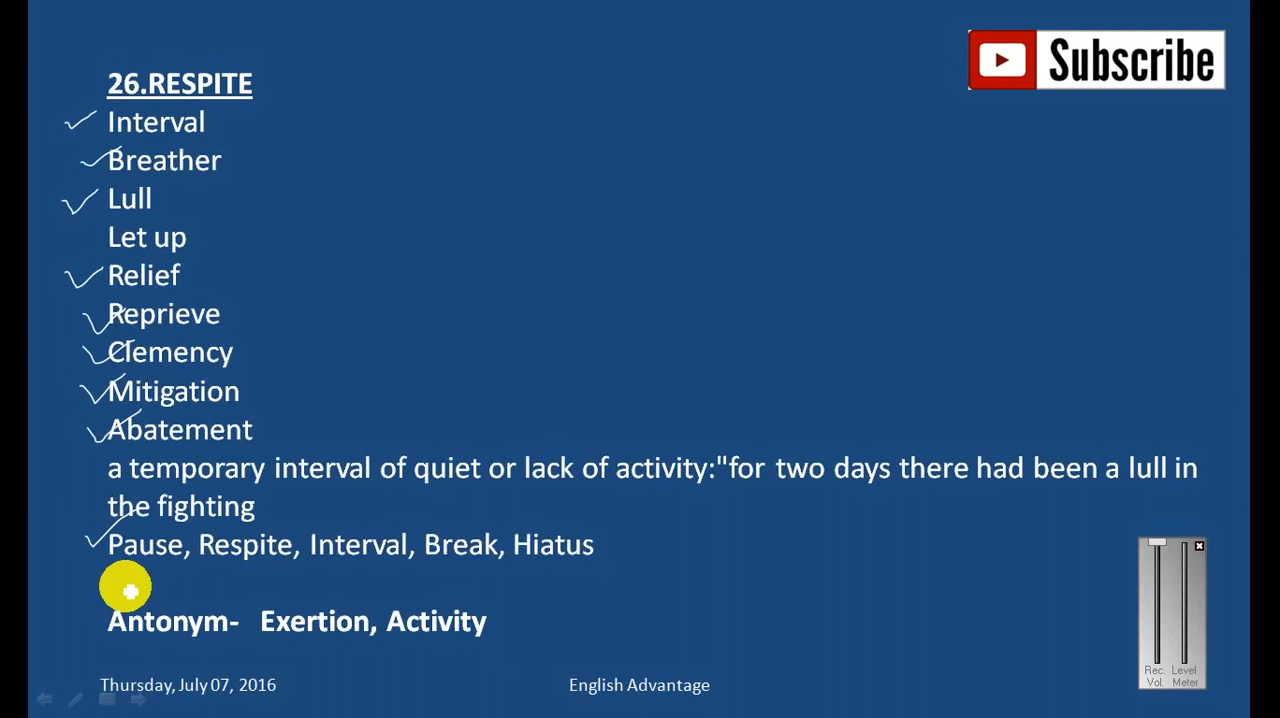 Subscribe
26.RESPITE
Interval
Breather
Lull
Let up
Relief
Reprieve
Clemency
Mitigation
Abatement
a temporary interval of quiet or lack of activity:"for two days there had been a lull in
the fighting
Pause, Respite, Interval, Break, Hiatus
Antonym- Exertion, Activity
Rec. Level
Vol. Meter
Thursday, July 07, 2016 English Advantage